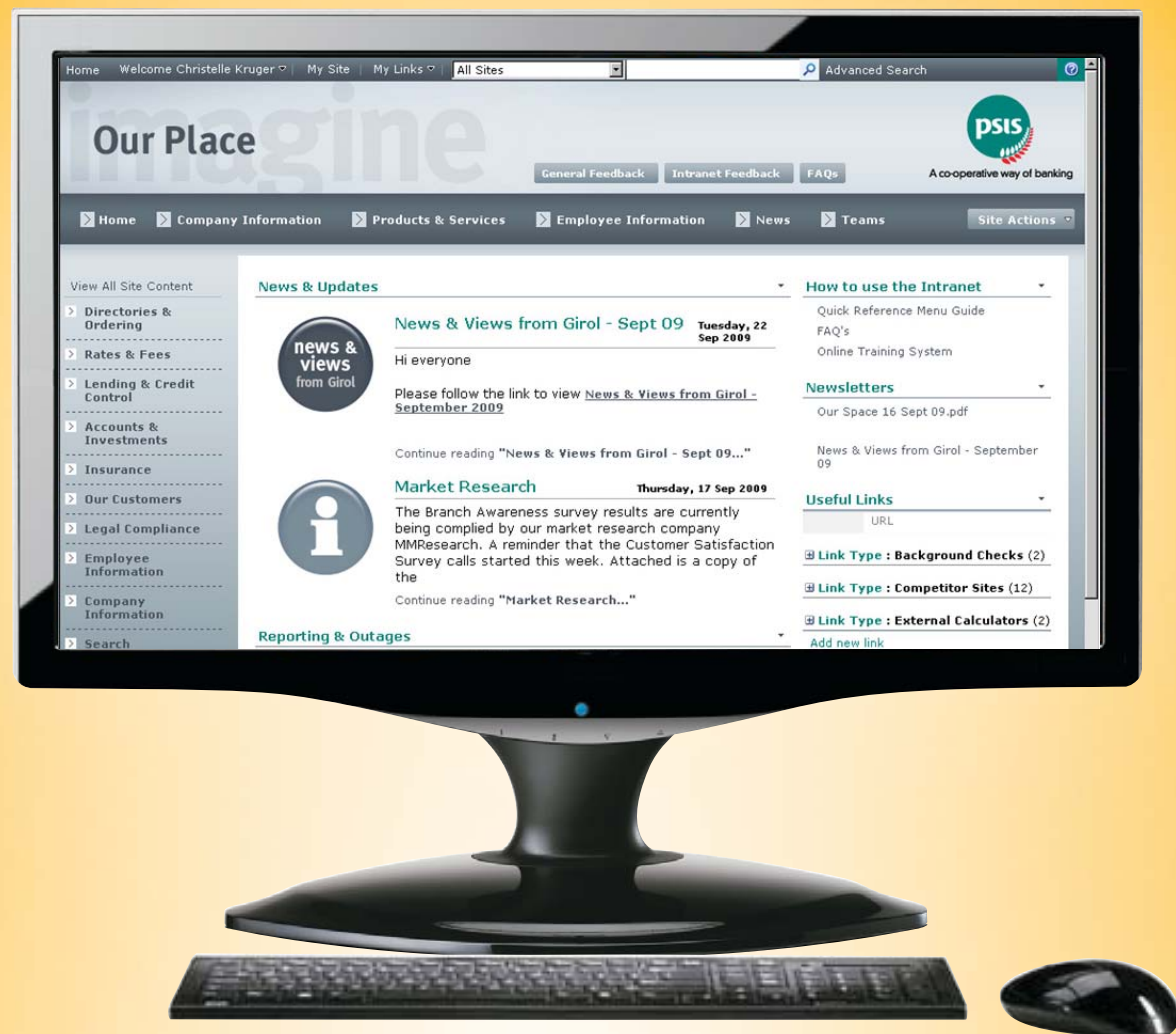 Home Welcome Christelle Kruger My Site My Links All Sites Advanced Search
imagine
Our Place
psis
A co-operative way of banking
General Feedback Intranet Feedback FAQs
Home Company Information Products & Services Employee Information News Teams Site Actions
View All Site Content
Directories &
Ordering
Rates & Fees
Lending & Credit
Control
Accounts &
Investments
Insurance
Our Customers
Legal Compliance
Employee
Information
Company
Information
Search
News & Updates
news &
views
from Girol
News & Views from Girol - Sept 09 Tuesday, 22
Sep 2009
Hi everyone
Please follow the link to view News & Views from Girol -
September 2009
Continue reading "News & Views from Girol - Sept 09..."
i
Market Research Thursday, 17 Sep 2009
The Branch Awareness survey results are currently
being complied by our market research company
MMResearch. A reminder that the Customer Satisfaction
Survey calls started this week. Attached is a copy of
the
Continue reading "Market Research..."
Reporting & Outages
How to use the Intranet
Quick Reference Menu Guide
FAQ's
Online Training System
Newsletters
Our Space 16 Sept 09.pdf
News & Views from Girol - September
09
Useful Links
URL
Link Type : Background Checks (2)
Link Type : Competitor Sites (12)
Link Type : External Calculators (2)
Add new link